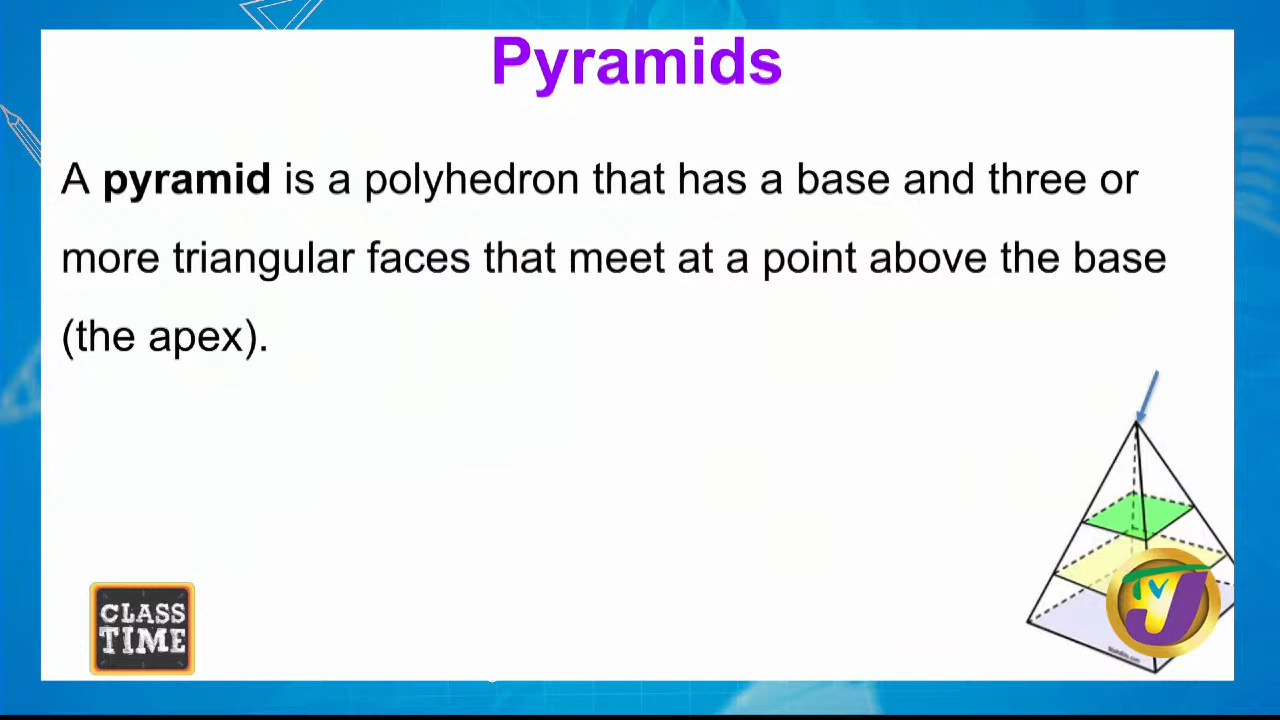 Pyramids
A pyramid is a polyhedron that has a base and three or
more triangular faces that meet at a point above the base
(the apex).
CLASS
TIME
TVJ